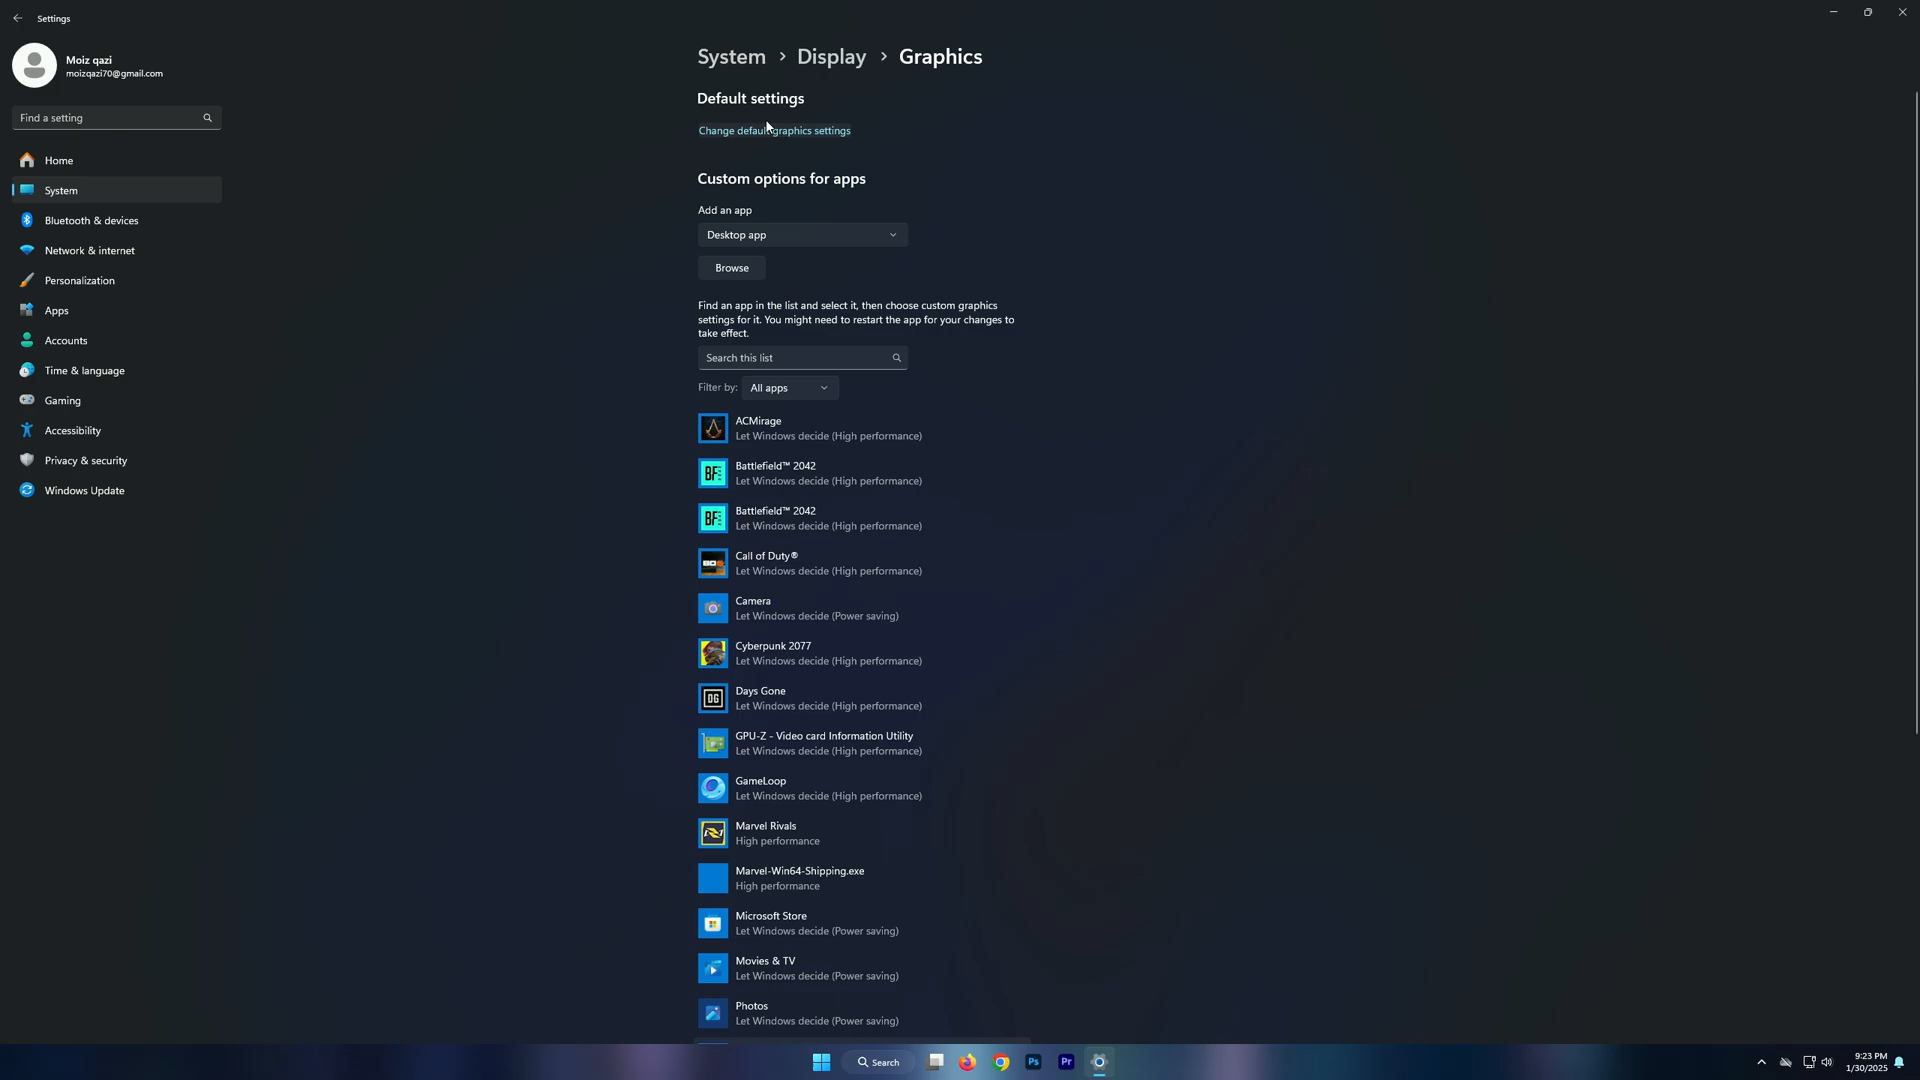 Settings
Moiz qazi
moizqazi70@gmail.com
Find a setting
Home
System
Bluetooth & devices
Network & internet
Personalization
Apps
Accounts
Time & language
Gaming
Accessibility
Privacy & security
Windows Update
System > Display > Graphics
Default settings
Change default graphics settings
Custom options for apps
Add an app
Desktop app
Browse
Find an app in the list and select it, then choose custom graphics
settings for it. You might need to restart the app for your changes to
take effect.
Search this list
Filter by: All apps
ACMirage
Let Windows decide (High performance)
BF
Battlefield™ 2042
Let Windows decide (High performance)
BF
Battlefield™ 2042
Let Windows decide (High performance)
Call of Duty®
Let Windows decide (High performance)
Camera
Let Windows decide (Power saving)
Cyberpunk 2077
Let Windows decide (High performance)
DG
Days Gone
Let Windows decide (High performance)
GPU-Z - Video card Information Utility
Let Windows decide (High performance)
GameLoop
Let Windows decide (High performance)
Marvel Rivals
High performance
Marvel-Win64-Shipping.exe
High performance
Microsoft Store
Let Windows decide (Power saving)
Movies & TV
Let Windows decide (Power saving)
Photos
Let Windows decide (Power saving)
Search
Ps
Pr
9:23 PM
1/30/2025